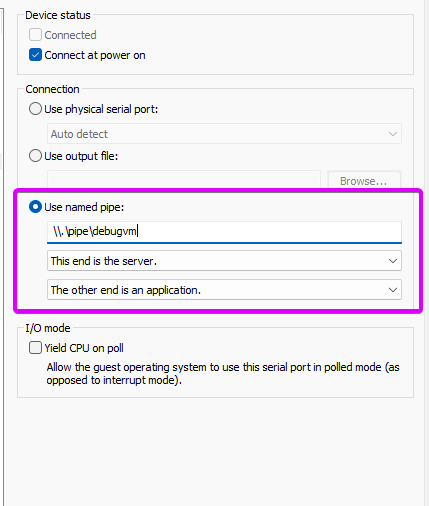 Device status
Connected
Connect at power on
Connection
Use physical serial port:
Auto detect
Use output file:
Browse...
Use named pipe:
\\.\pipe\debugvm
This end is the server.
The other end is an application.
I/O mode
Yield CPU on poll
Allow the guest operating system to use this serial port in polled mode (as
opposed to interrupt mode).